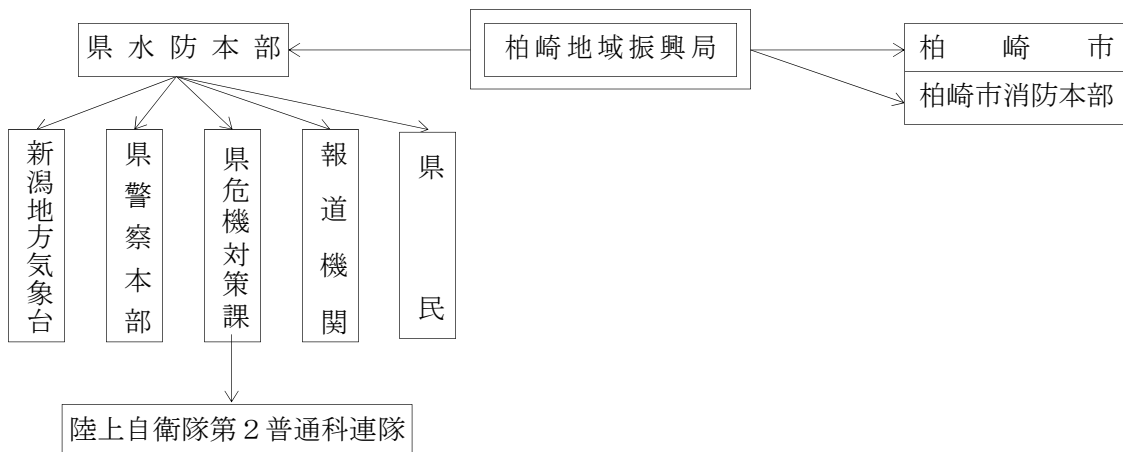 県水防本部
柏崎地域振興局
柏崎市
柏崎市消防本部
新潟地方気象台
県警察本部
県危機対策課
報道機関
県民
陸上自衛隊第２普通科連隊